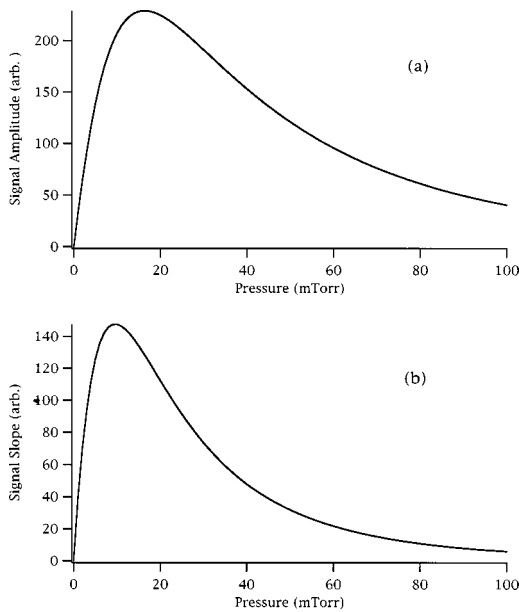 200
150
100
50
0
Signal Amplitude (arb. )
(a)
0 20 40 60 80 100
Pressure (mTorr)
140
120
100
80
60
40
20
0
Signal Slope (arb.)
(b)
0 20 40 60 80 100
Pressure (mTorr)